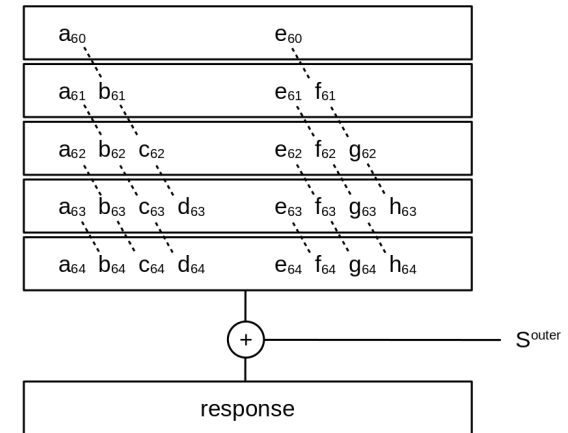 a₆₀ e₆₀
a₆₁ b₆₁ e₆₁ f₆₁
a₆₂ b₆₂ c₆₂ e₆₂ f₆₂ g₆₂
a₆₃ b₆₃ c₆₃ d₆₃ e₆₃ f₆₃ g₆₃ h₆₃
a₆₄ b₆₄ c₆₄ d₆₄ e₆₄ f₆₄ g₆₄ h₆₄
+ Sᵒᵘᵗᵉʳ
response